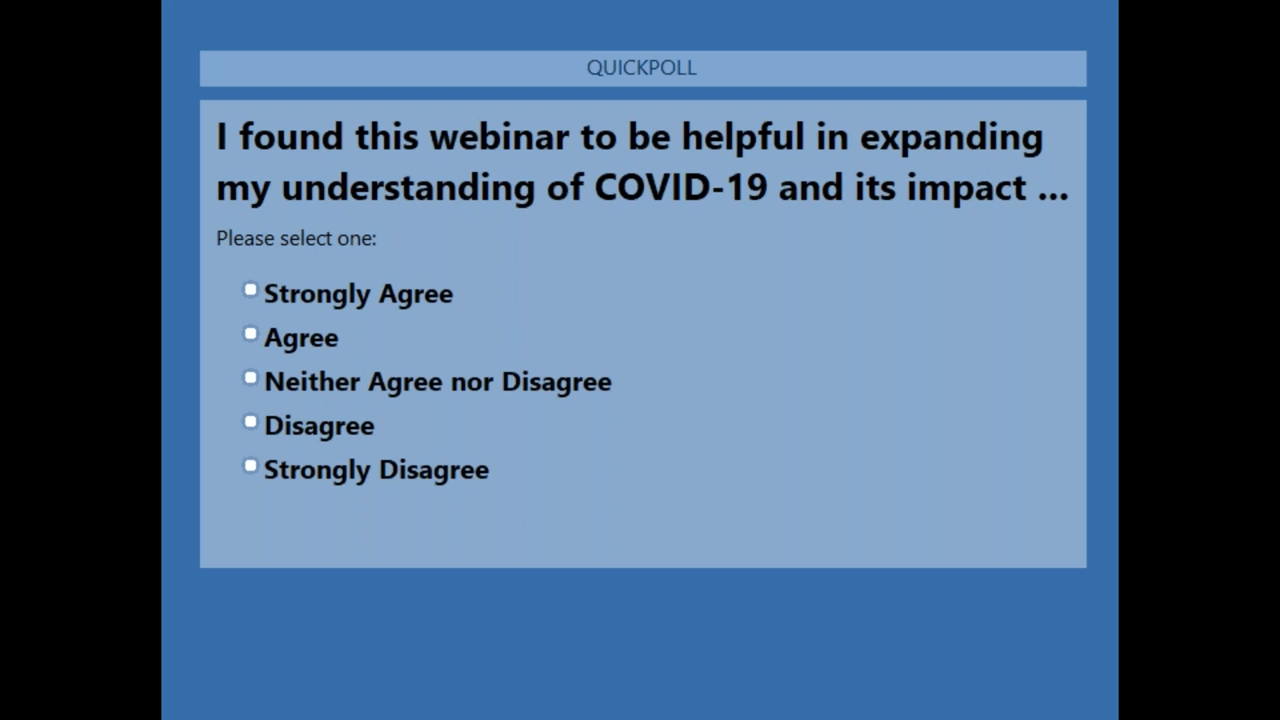 QUICKPOLL
I found this webinar to be helpful in expanding
my understanding of COVID-19 and its impact ...
Please select one:
Strongly Agree
Agree
Neither Agree nor Disagree
Disagree
Strongly Disagree